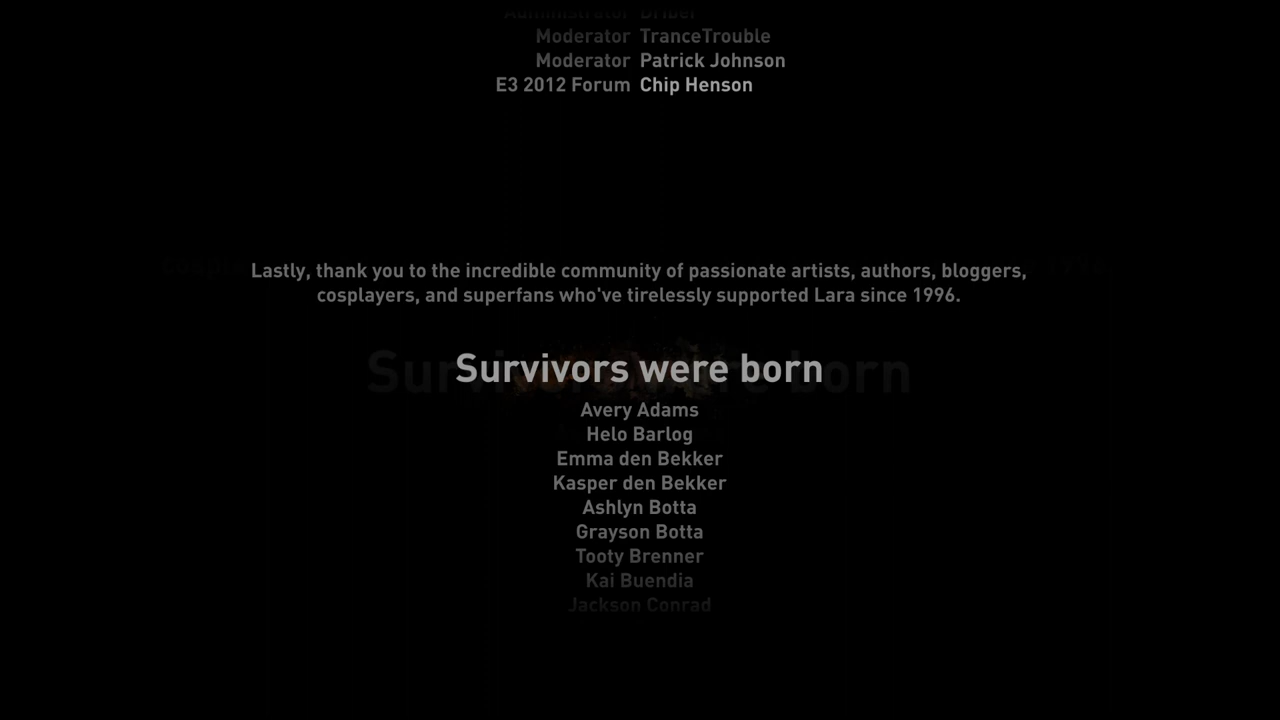 Administrator Driber
Moderator TranceTrouble
Moderator Patrick Johnson
E3 2012 Forum Chip Henson
Lastly, thank you to the incredible community of passionate artists, authors, bloggers,
cosplayers, and superfans who've tirelessly supported Lara since 1996.
Survivors were born
Avery Adams
Helo Barlog
Emma den Bekker
Kasper den Bekker
Ashlyn Botta
Grayson Botta
Tooty Brenner
Kai Buendia
Jackson Conrad